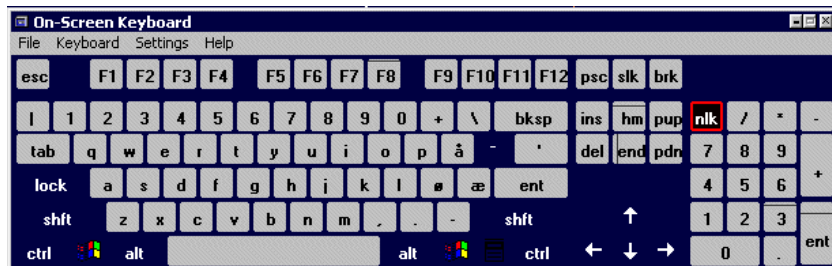 On-Screen Keyboard
File Keyboard Settings Help
esc F1 F2 F3 F4 F5 F6 F7 F8 F9 F10 F11 F12 psc slk brk
| 1 2 3 4 5 6 7 8 9 0 + \ bksp ins hm pup nlk / * -
tab q w e r t y u i o p å ¨ ' del end pdn 7 8 9 +
lock a s d f g h j k l ø æ ent 4 5 6
shft z x c v b n m , . - shft ↑ 1 2 3 ent
ctrl alt alt ctrl ← ↓ → 0 .